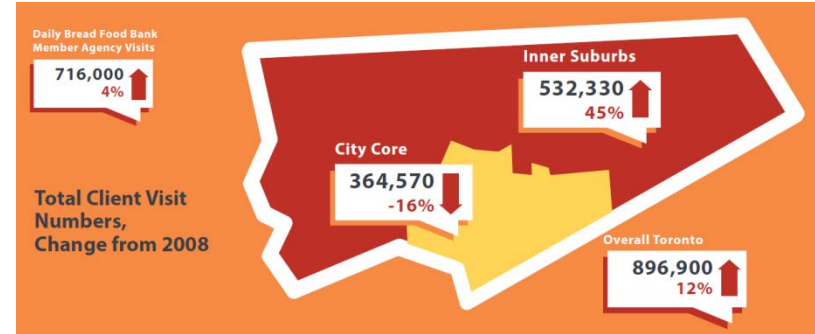 Daily Bread Food Bank
Member Agency Visits
716,000
4%
Inner Suburbs
532,330
45%
City Core
364,570
-16%
Total Client Visit
Numbers,
Change from 2008
Overall Toronto
896,900
12%